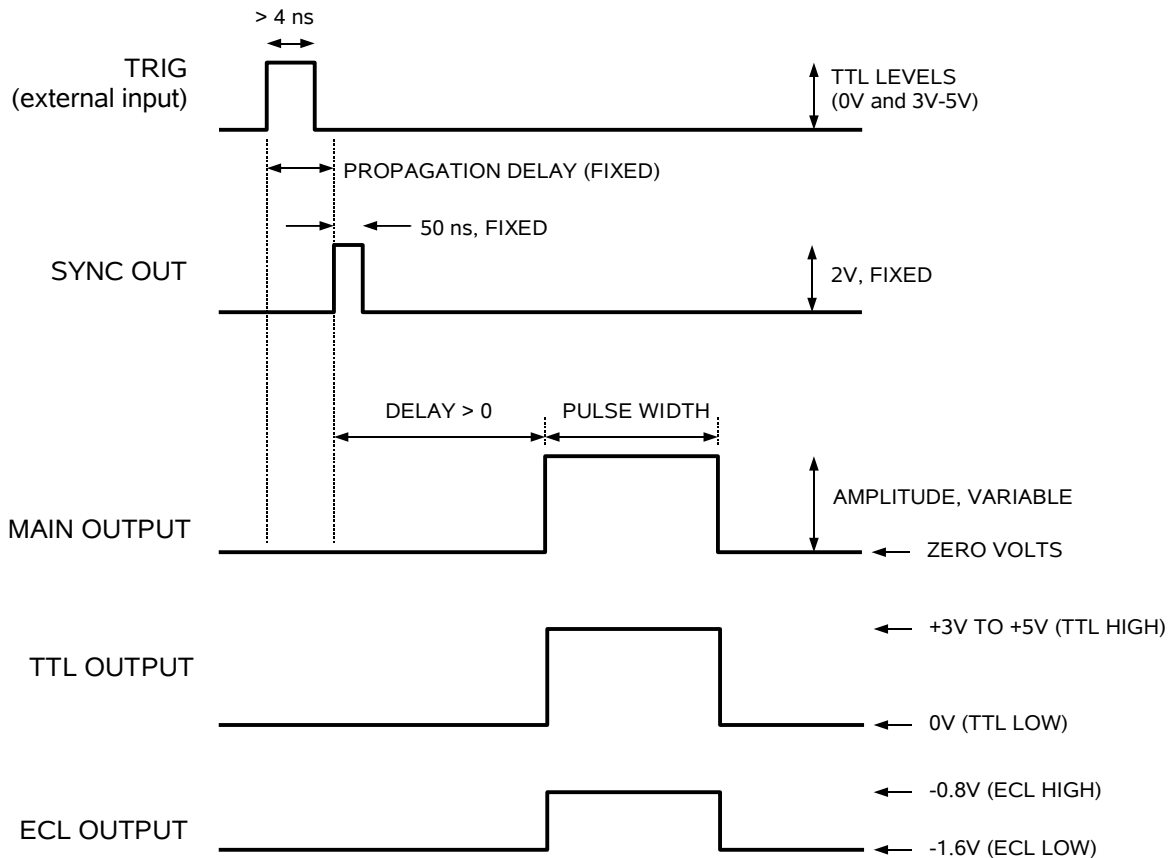 > 4 ns
TRIG
(external input)
TTL LEVELS
(0V and 3V-5V)
PROPAGATION DELAY (FIXED)
50 ns, FIXED
SYNC OUT
2V, FIXED
DELAY > 0
PULSE WIDTH
AMPLITUDE, VARIABLE
MAIN OUTPUT
ZERO VOLTS
+3V TO +5V (TTL HIGH)
TTL OUTPUT
0V (TTL LOW)
-0.8V (ECL HIGH)
ECL OUTPUT
-1.6V (ECL LOW)